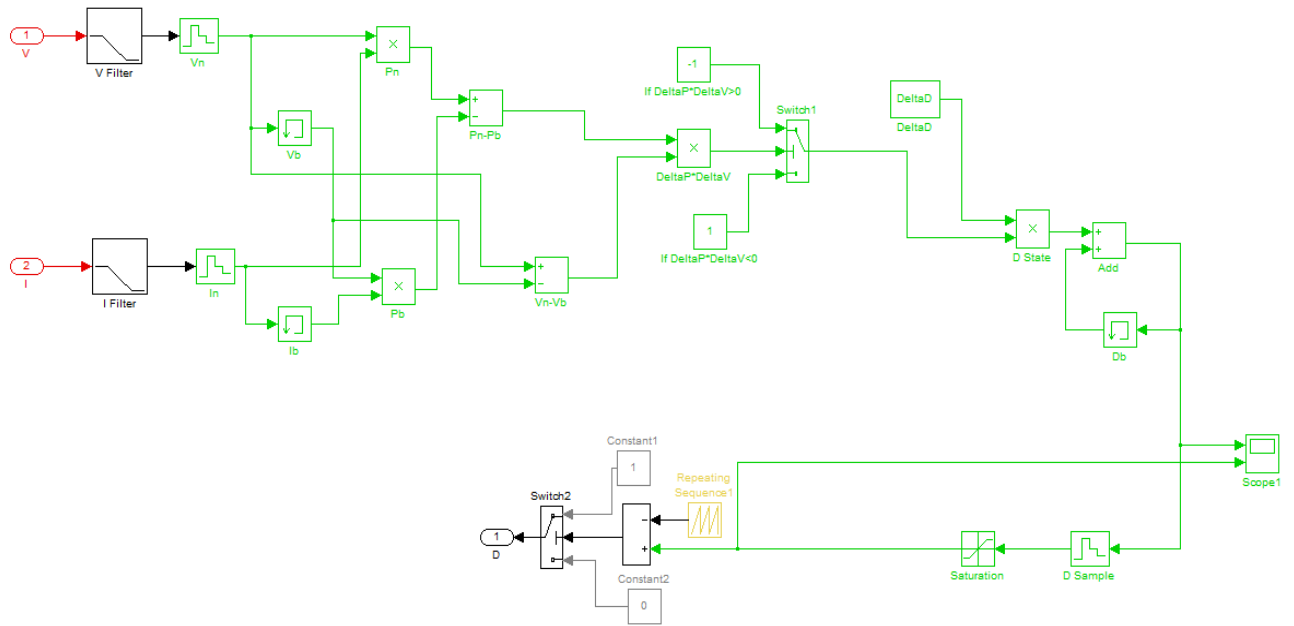 1
V
V Filter
Vn
×
Pn
Vb
+
−
Pn-Pb
-1
If DeltaP*DeltaV>0
Switch1
×
DeltaP*DeltaV
DeltaD
DeltaD
1
If DeltaP*DeltaV<0
2
I
I Filter
In
Ib
×
Pb
+
−
Vn-Vb
×
D State
+
+
Add
Db
Scope1
Constant1
1
Repeating
Sequence1
Switch2
1
D
−
+
Saturation
D Sample
Constant2
0